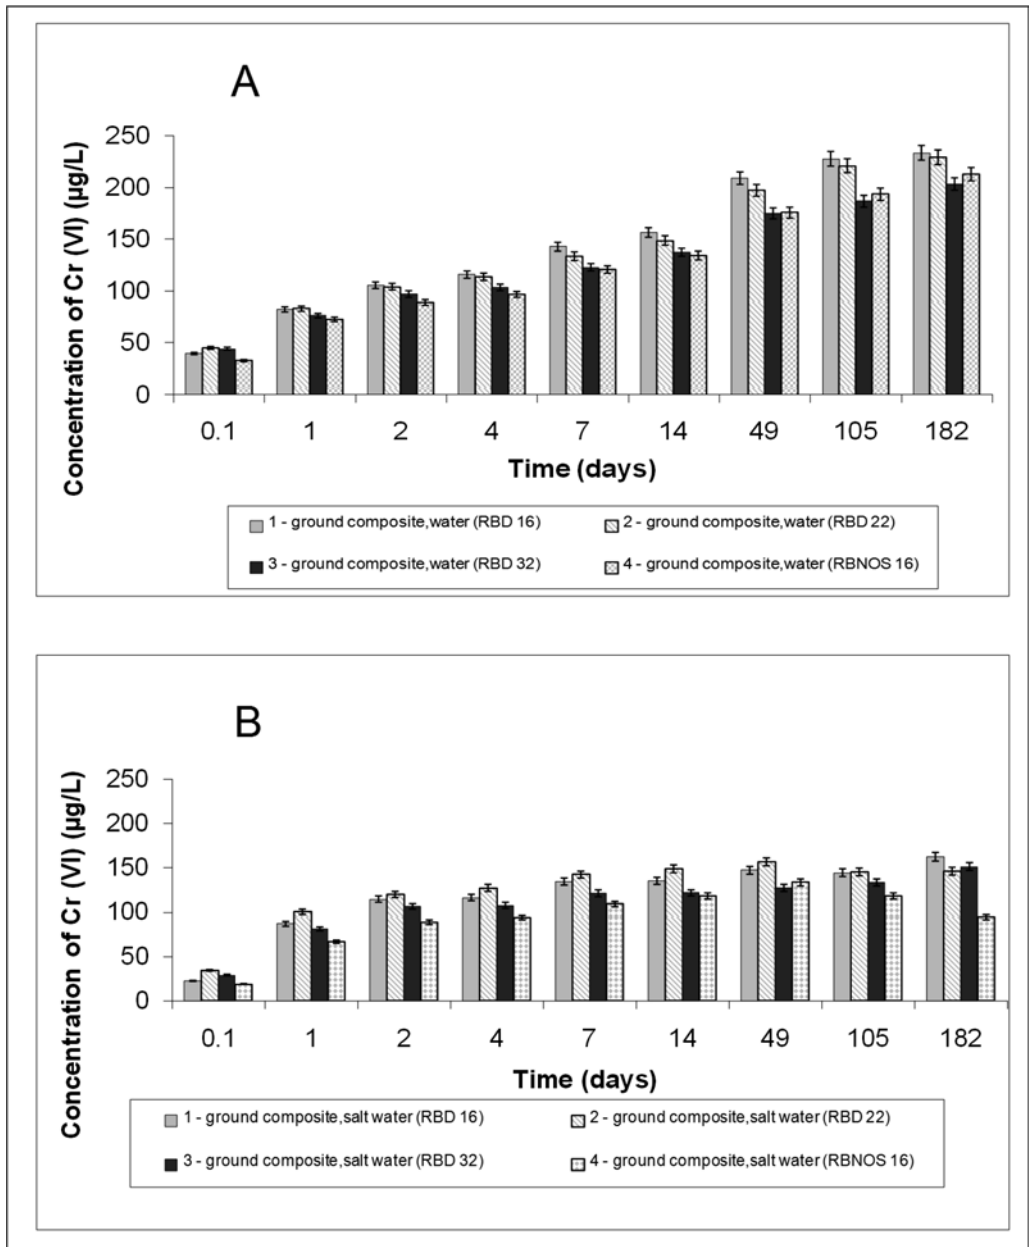 A
Concentration of Cr (VI) (µg/L)
250
200
150
100
50
0
0.1 1 2 4 7 14 49 105 182
Time (days)
1 - ground composite,water (RBD 16) 2 - ground composite,water (RBD 22)
3 - ground composite,water (RBD 32) 4 - ground composite,water (RBNOS 16)
B
Concentration of Cr (VI) (µg/L)
250
200
150
100
50
0
0.1 1 2 4 7 14 49 105 182
Time (days)
1 - ground composite,salt water (RBD 16) 2 - ground composite,salt water (RBD 22)
3 - ground composite,salt water (RBD 32) 4 - ground composite,salt water (RBNOS 16)